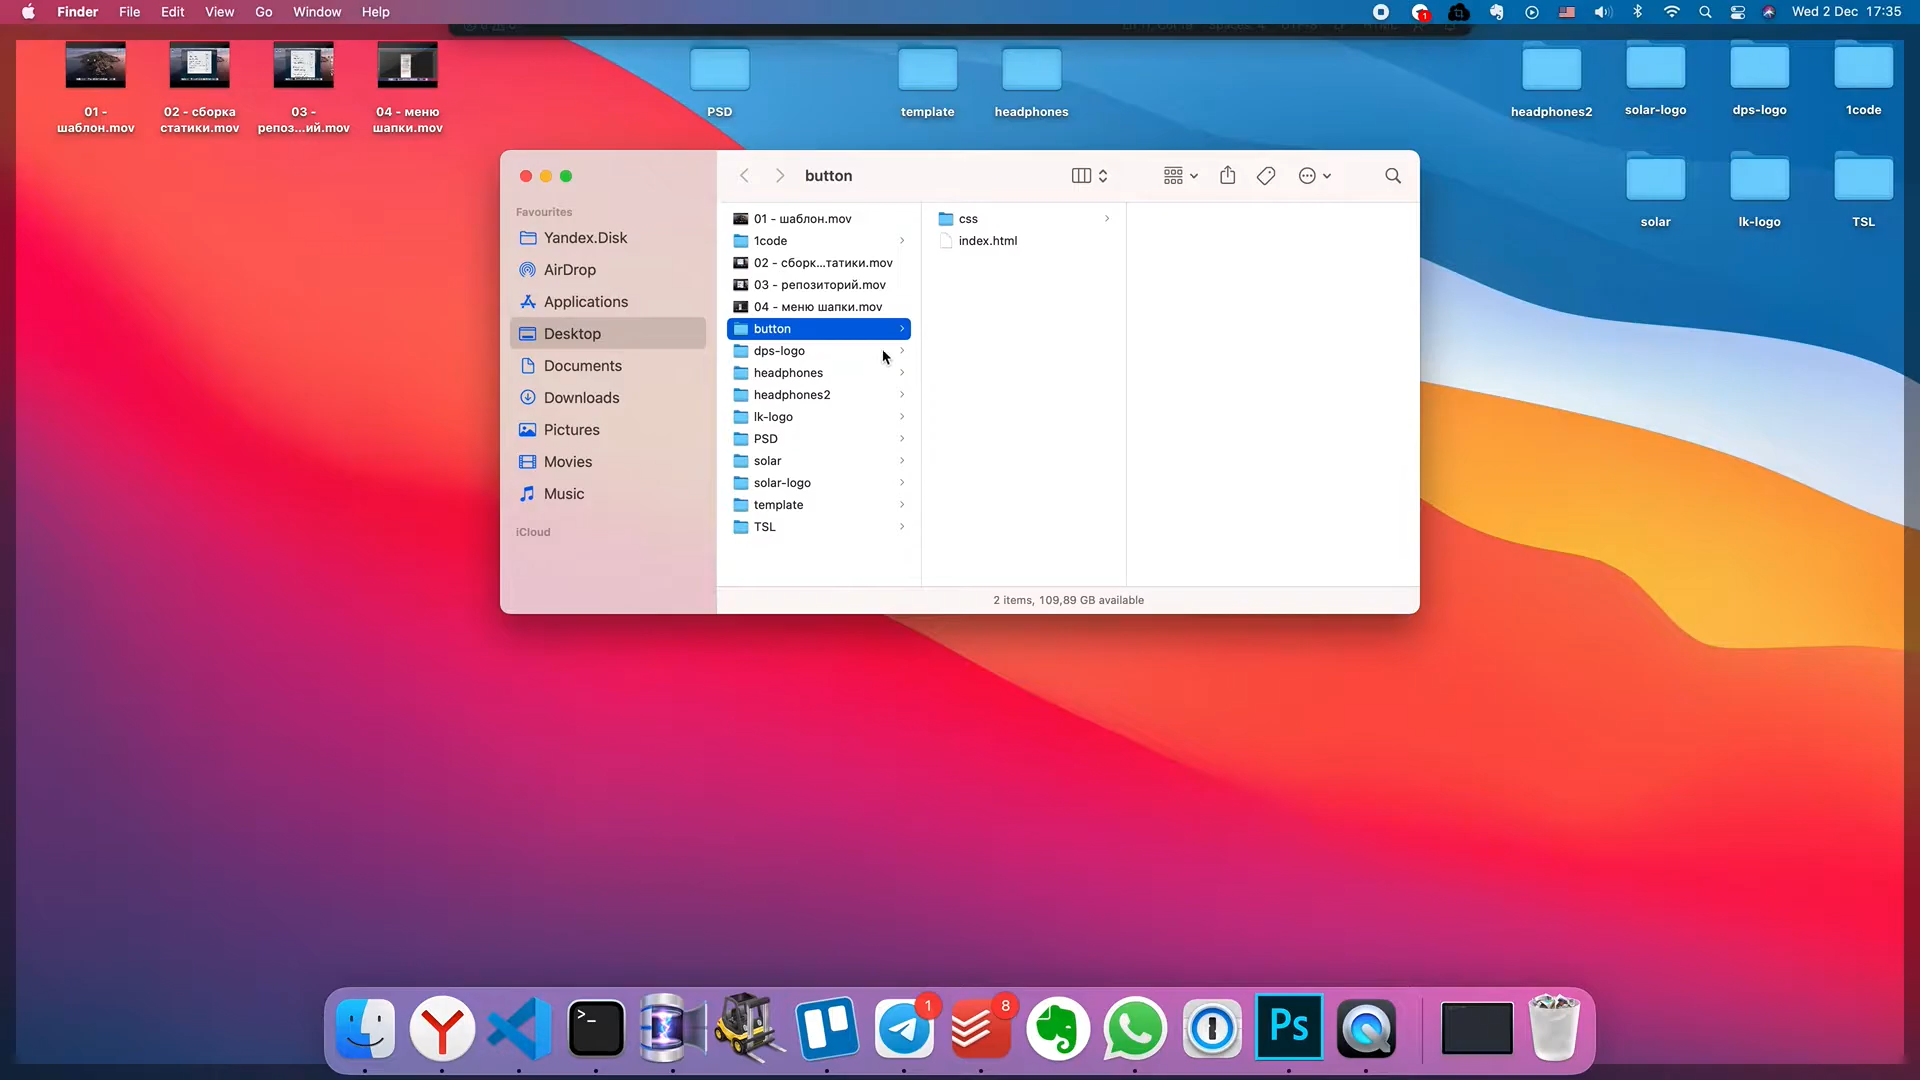 Finder File Edit View Go Window Help
1
Wed 2 Dec 17:35
01 -
шаблон.mov
02 - сборка
статики.mov
03 -
репоз...ий.mov
04 - меню
шапки.mov
PSD
template
headphones
headphones2
solar-logo
dps-logo
1code
solar
lk-logo
TSL
button
Favourites
Yandex.Disk
AirDrop
Applications
Desktop
Documents
Downloads
Pictures
Movies
Music
iCloud
01 - шаблон.mov
1code
02 - сборк...татики.mov
03 - репозиторий.mov
04 - меню шапки.mov
button
dps-logo
headphones
headphones2
lk-logo
PSD
solar
solar-logo
template
TSL
css
index.html
2 items, 109,89 GB available
>_
1
8
Ps